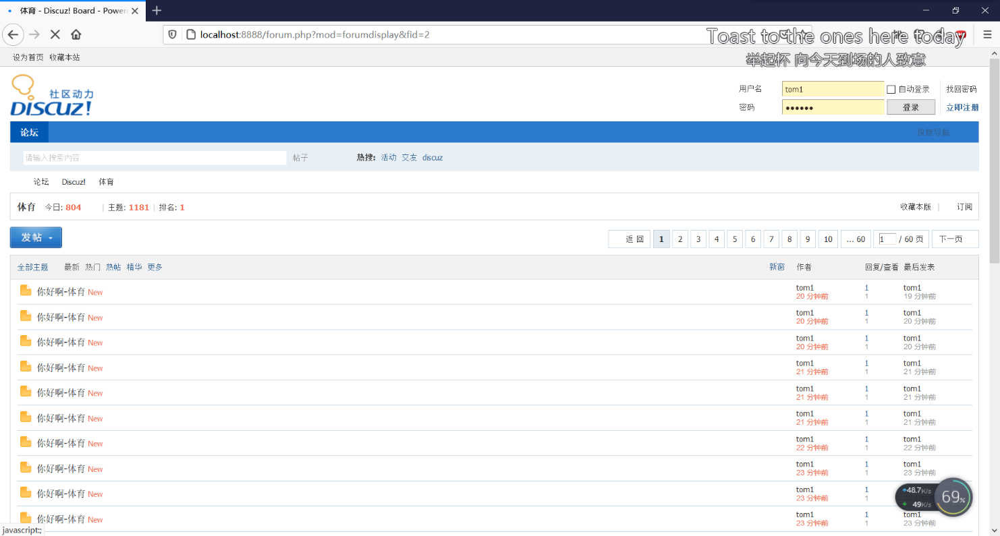 体育 - Discuz! Board - Power
localhost:8888/forum.php?mod=forumdisplay&fid=2
Toast to the ones here today
举起杯 向今天到场的人致意
设为首页 收藏本站
社区动力
DISCUZ!
用户名 tom1 自动登录 找回密码
密码 •••••• 登录 立即注册
论坛 快捷导航
请输入搜索内容 帖子 热搜: 活动 交友 discuz
论坛 Discuz! 体育
体育 今日: 804 | 主题: 1181 | 排名: 1 收藏本版 | 订阅
发帖 返 回 1 2 3 4 5 6 7 8 9 10 ... 60 1 / 60 页 下一页
全部主题 最新 热门 热帖 精华 更多 新窗 作者 回复/查看 最后发表
你好啊-体育 New tom1 1 tom1
20 分钟前 1 19 分钟前
你好啊-体育 New tom1 1 tom1
20 分钟前 1 20 分钟前
你好啊-体育 New tom1 1 tom1
20 分钟前 1 20 分钟前
你好啊-体育 New tom1 1 tom1
21 分钟前 1 21 分钟前
你好啊-体育 New tom1 1 tom1
21 分钟前 1 21 分钟前
你好啊-体育 New tom1 1 tom1
21 分钟前 1 21 分钟前
你好啊-体育 New tom1 1 tom1
22 分钟前 1 22 分钟前
你好啊-体育 New tom1 1 tom1
23 分钟前 1 23 分钟前
你好啊-体育 New tom1 1
23 分钟前 1
48.7K/s
49K/s
69%
你好啊-体育 New tom1 1 tom1
23 分钟前 1 23 分钟前
javascript:;